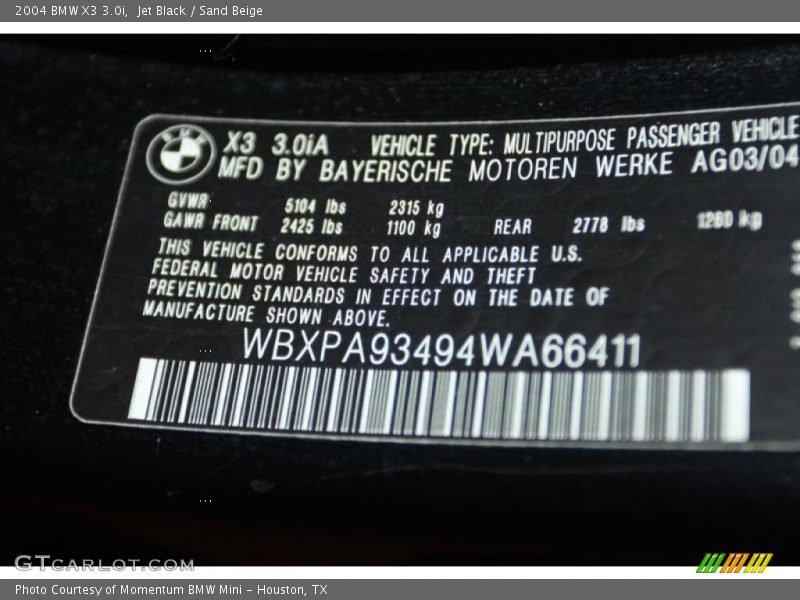 2004 BMW X3 3.0i, Jet Black / Sand Beige
X3 3.0iA VEHICLE TYPE: MULTIPURPOSE PASSENGER VEHICLE
MFD BY BAYERISCHE MOTOREN WERKE AG03/04
GVWR: 5104 lbs 2315 kg
GAWR FRONT 2425 lbs 1100 kg REAR 2778 lbs 1260 kg
THIS VEHICLE CONFORMS TO ALL APPLICABLE U.S.
FEDERAL MOTOR VEHICLE SAFETY AND THEFT
PREVENTION STANDARDS IN EFFECT ON THE DATE OF
MANUFACTURE SHOWN ABOVE.
WBXPA93494WA66411
GTCARLOT.COM
Photo Courtesy of Momentum BMW Mini - Houston, TX